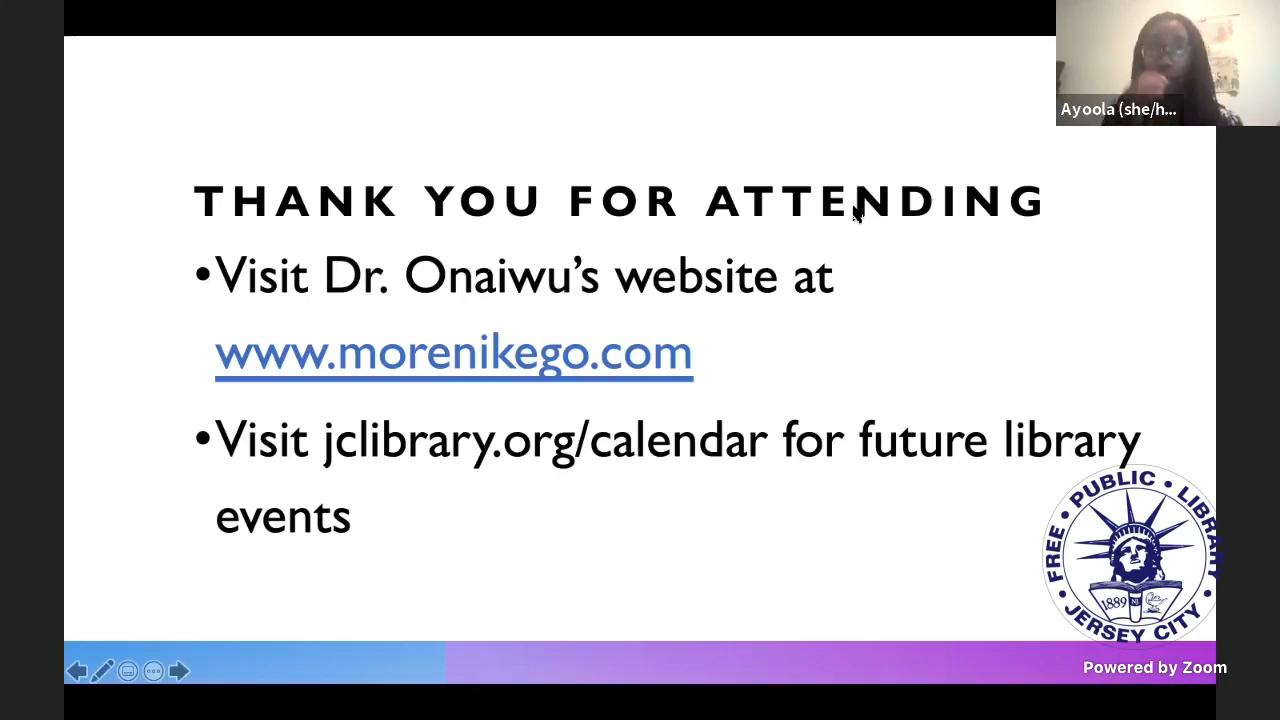 Ayoola (she/h...
THANK YOU FOR ATTENDING
•Visit Dr. Onaiwu’s website at
www.morenikego.com
•Visit jclibrary.org/calendar for future library
events
FREE • PUBLIC • LIBRARY
1889 NJ
• JERSEY CITY •
Powered by Zoom